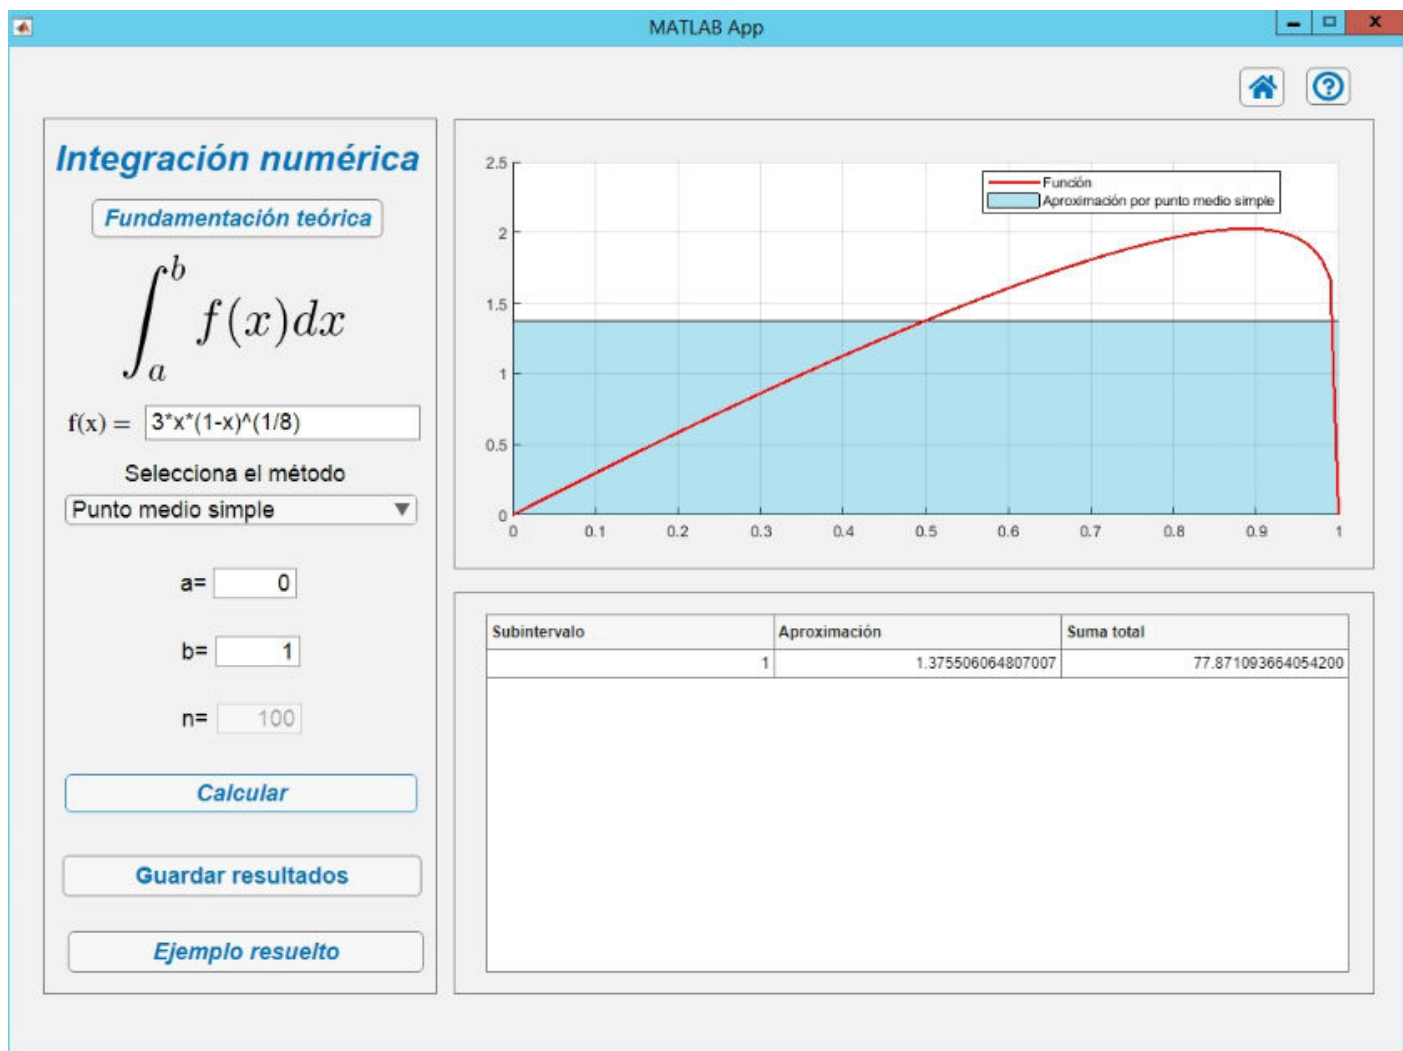 MATLAB App
Integración numérica
Fundamentación teórica
∫_a^b f(x)dx
f(x) = 3*x*(1-x)^(1/8)
Selecciona el método
Punto medio simple
a= 0
b= 1
n= 100
Calcular
Guardar resultados
Ejemplo resuelto
2.5
2
1.5
1
0.5
0
0 0.1 0.2 0.3 0.4 0.5 0.6 0.7 0.8 0.9 1
Función
Aproximación por punto medio simple
Subintervalo Aproximación Suma total
1 1.375506064807007 77.871093664054200